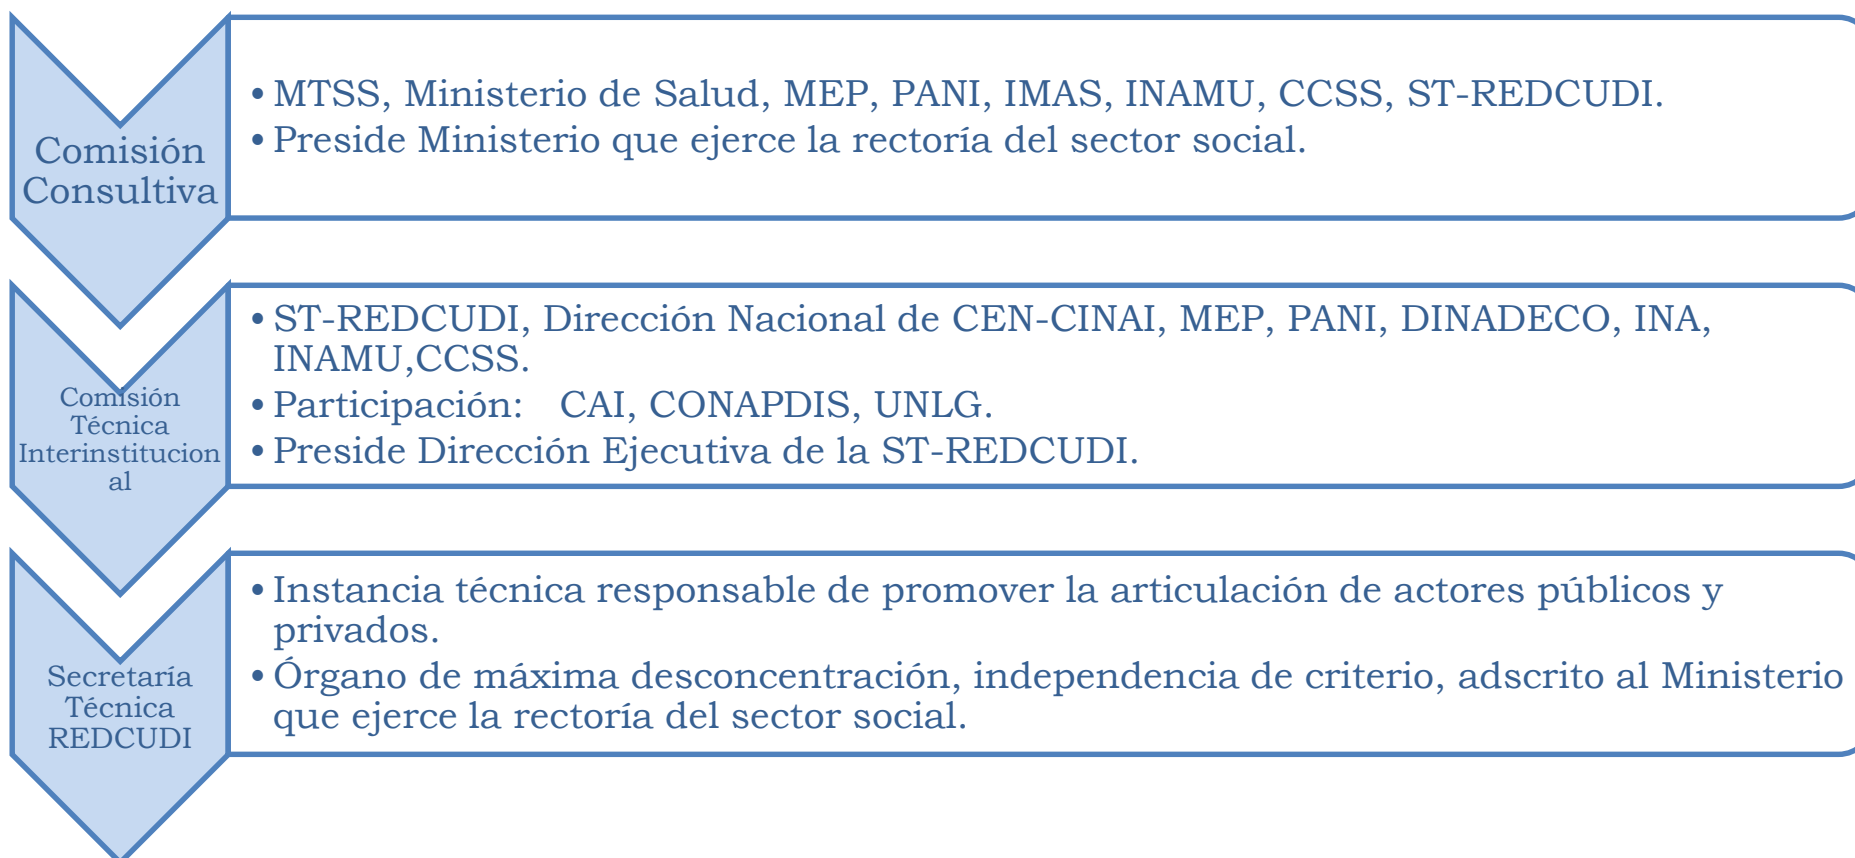 Comisión
Consultiva
• MTSS, Ministerio de Salud, MEP, PANI, IMAS, INAMU, CCSS, ST-REDCUDI.
• Preside Ministerio que ejerce la rectoría del sector social.
Comisión
Técnica
Interinstitucion
al
• ST-REDCUDI, Dirección Nacional de CEN-CINAI, MEP, PANI, DINADECO, INA,
INAMU,CCSS.
• Participación: CAI, CONAPDIS, UNLG.
• Preside Dirección Ejecutiva de la ST-REDCUDI.
Secretaría
Técnica
REDCUDI
• Instancia técnica responsable de promover la articulación de actores públicos y
privados.
• Órgano de máxima desconcentración, independencia de criterio, adscrito al Ministerio
que ejerce la rectoría del sector social.